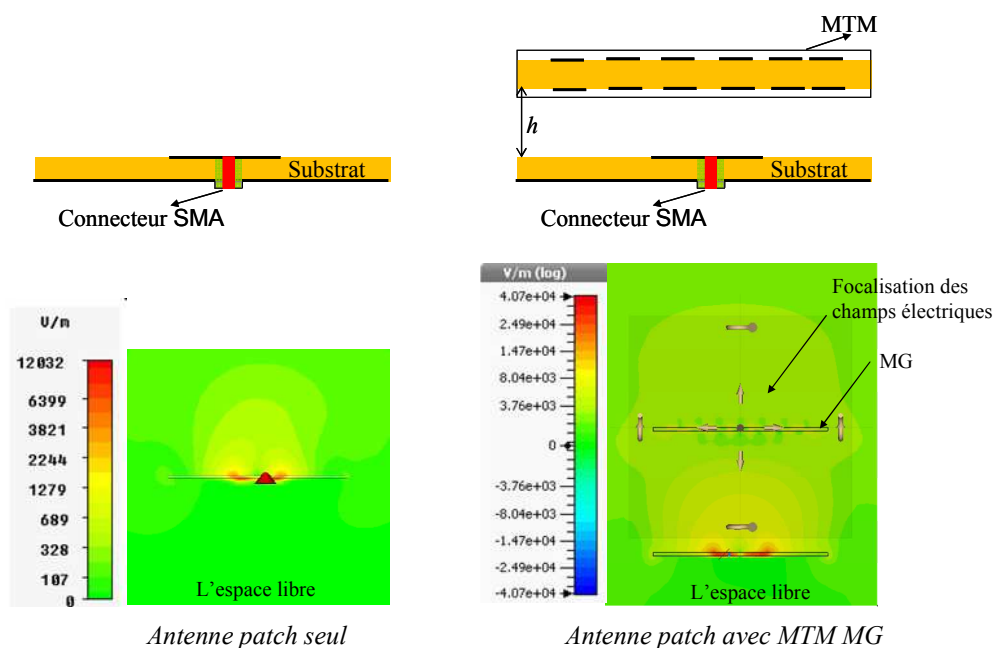 MTM
h
Substrat
Substrat
Connecteur SMA
Connecteur SMA
V/m
12032
6399
3821
2244
1279
689
328
107
0
L'espace libre
V/m (log)
4.07e+04
2.49e+04
1.47e+04
8.04e+03
3.76e+03
0
-3.76e+03
-8.04e+03
-1.47e+04
-2.49e+04
-4.07e+04
Focalisation des
champs électriques
MG
L'espace libre
Antenne patch seul
Antenne patch avec MTM MG